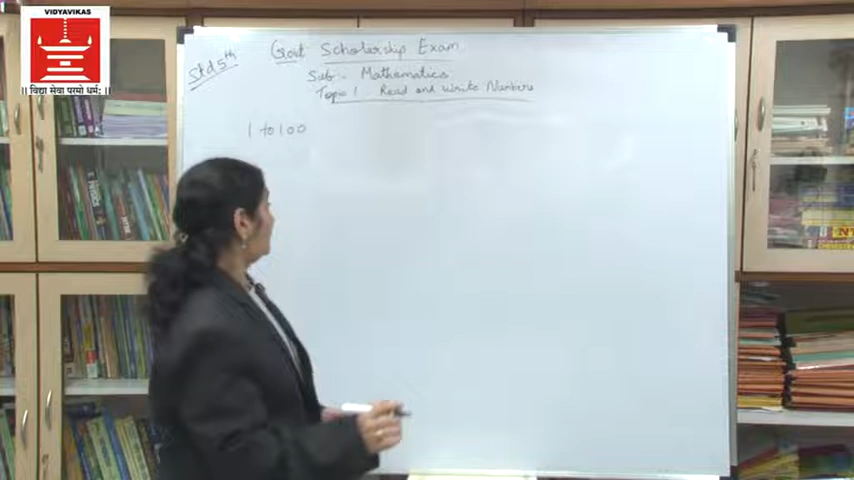 VIDYAVIKAS
|| विद्या सेवा परमो धर्मः ||
Std 5th
Govt Scholarship Exam
Sub - Mathematics
Topic 1 Read and Write Numbers
1 to 100